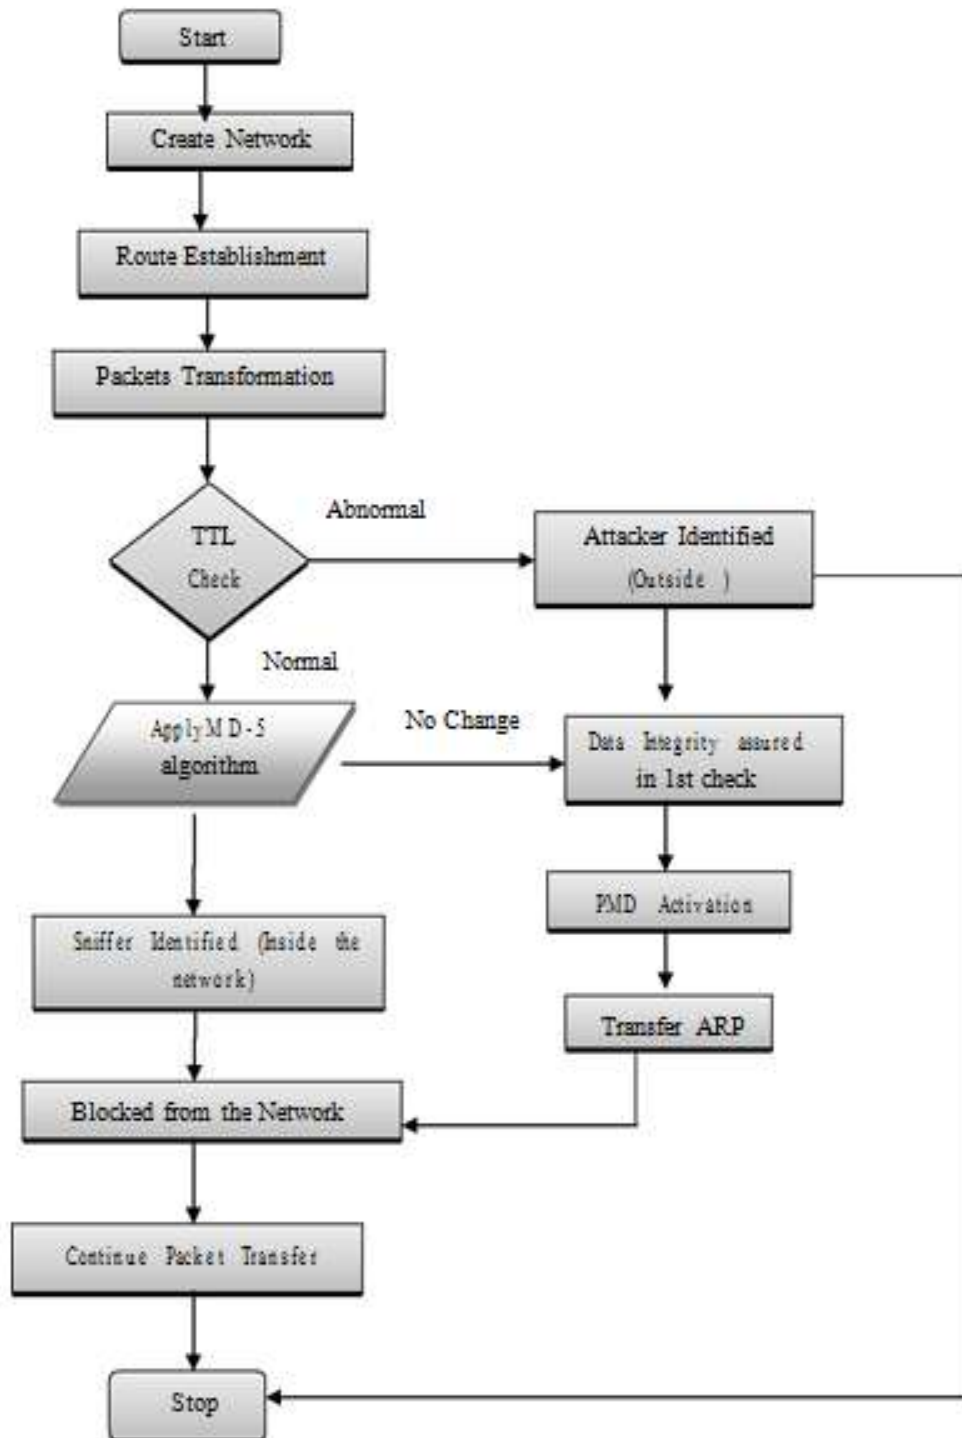 Start
Create Network
Route Establishment
Packets Transformation
TTL
Check
Abnormal
Attacker Identified
(Outside )
Normal
Apply MD-5
algorithm
No Change
Data Integrity assured
in 1st check
PMD Activation
Sniffer Identified (Inside the
network)
Transfer ARP
Blocked from the Network
Continue Packet Transfer
Stop